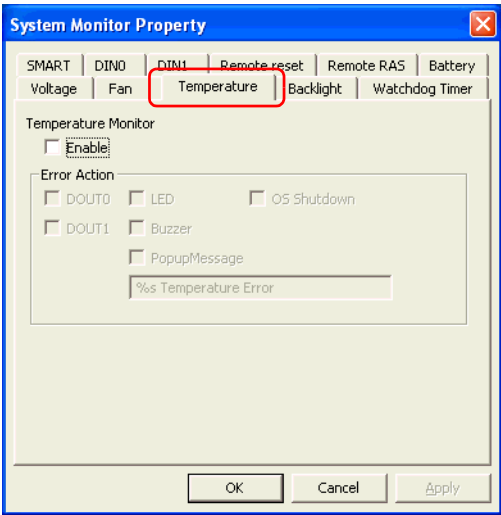 System Monitor Property
SMART DIN0 DIN1 Remote reset Remote RAS Battery
Voltage Fan Temperature Backlight Watchdog Timer
Temperature Monitor
Enable
Error Action
DOUT0 LED OS Shutdown
DOUT1 Buzzer
PopupMessage
%s Temperature Error
OK Cancel Apply